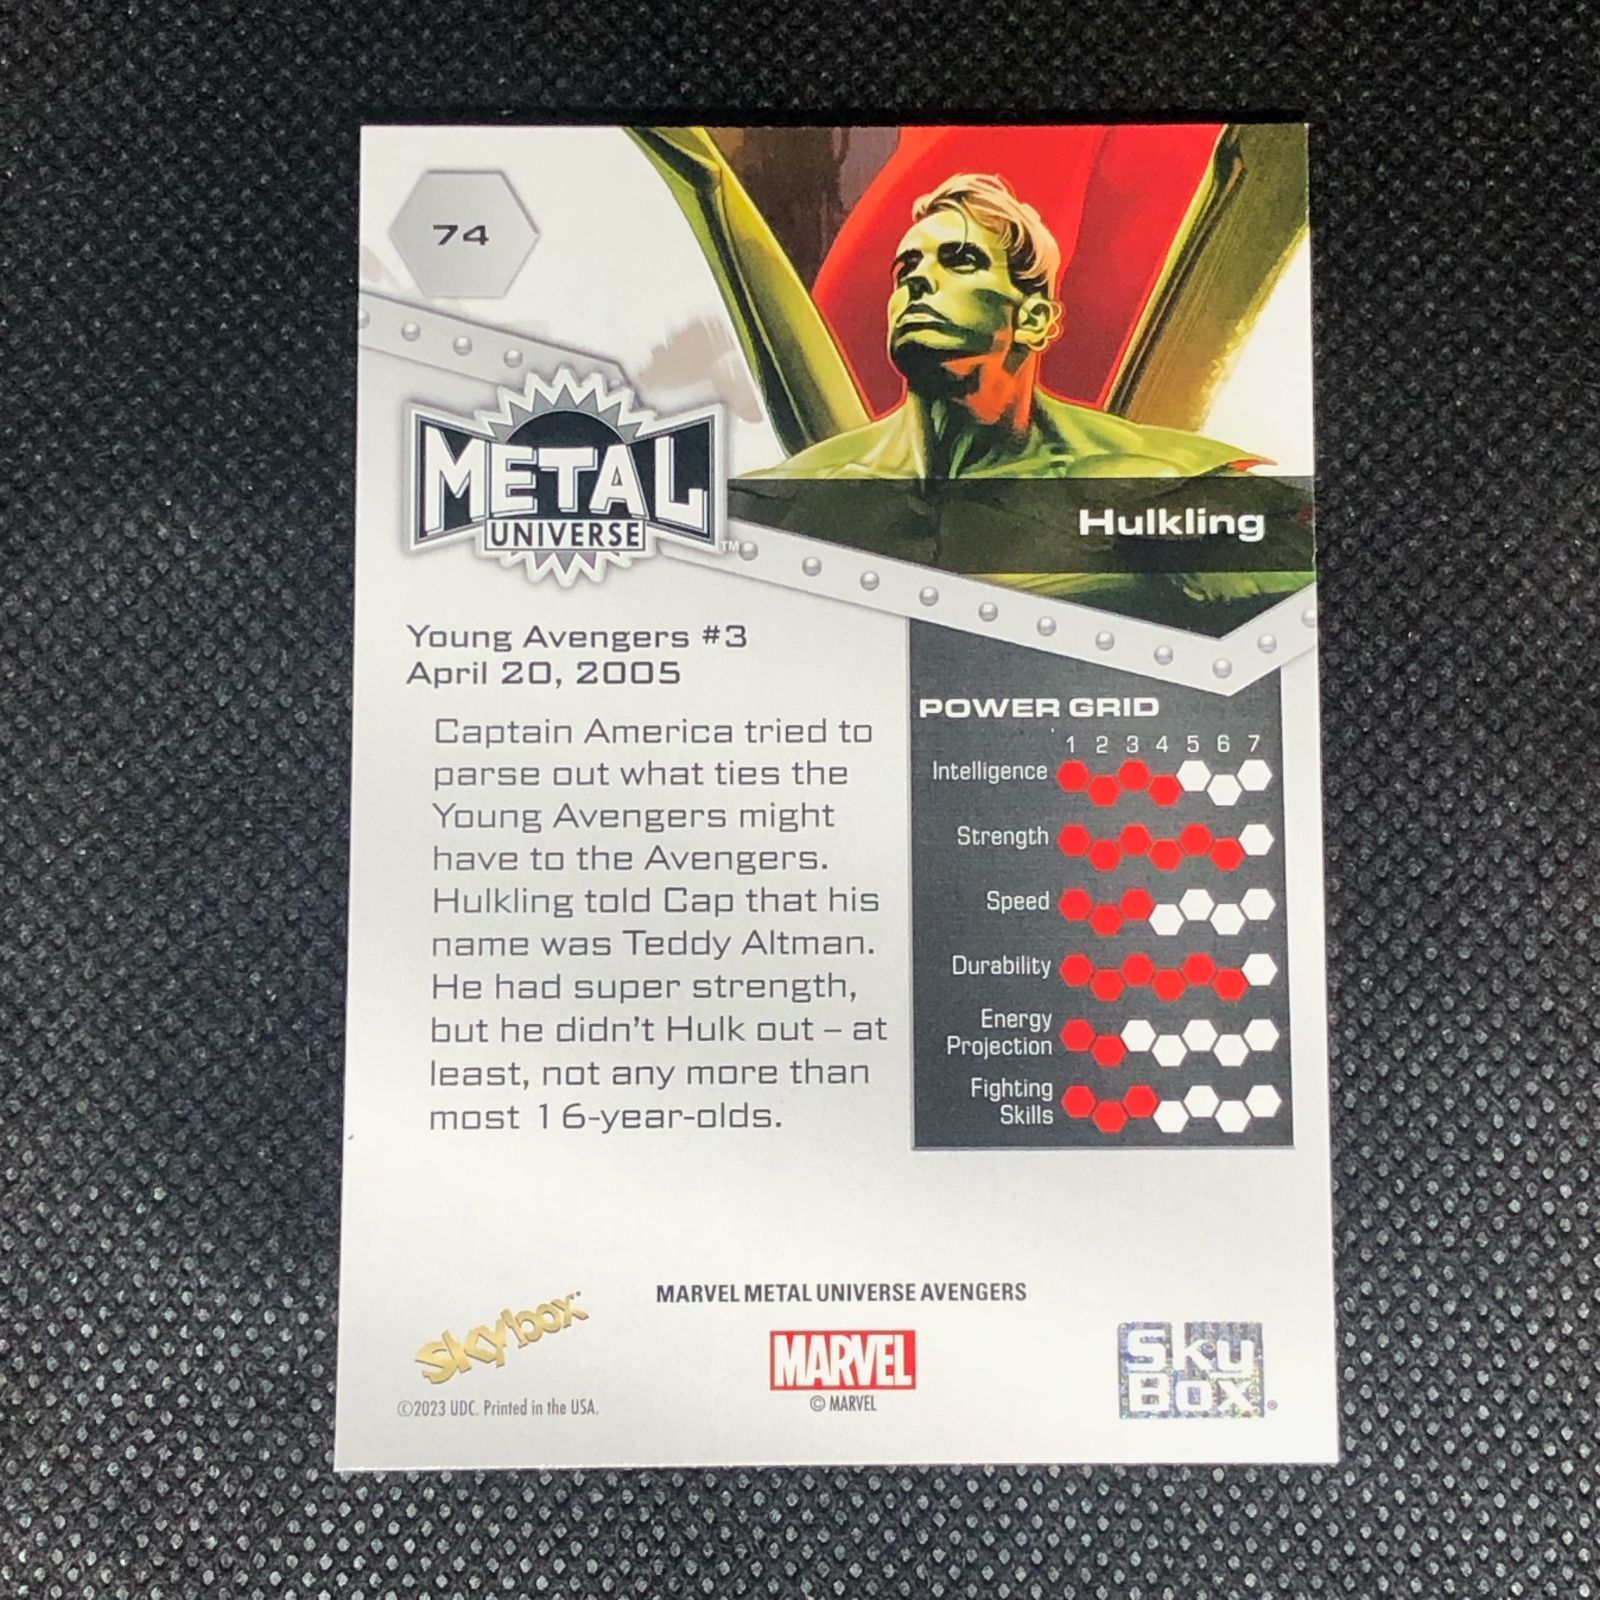 74
METAL
UNIVERSE
TM
Hulkling
Young Avengers #3
April 20, 2005
Captain America tried to
parse out what ties the
Young Avengers might
have to the Avengers.
Hulkling told Cap that his
name was Teddy Altman.
He had super strength,
but he didn't Hulk out – at
least, not any more than
most 16-year-olds.
POWER GRID
1 2 3 4 5 6 7
Intelligence
Strength
Speed
Durability
Energy
Projection
Fighting
Skills
MARVEL METAL UNIVERSE AVENGERS
skybox
©2023 UDC. Printed in the USA.
MARVEL
© MARVEL
Sky
Box®